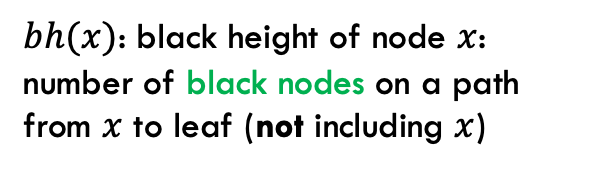 bh(x): black height of node x:
number of black nodes on a path
from x to leaf (not including x)